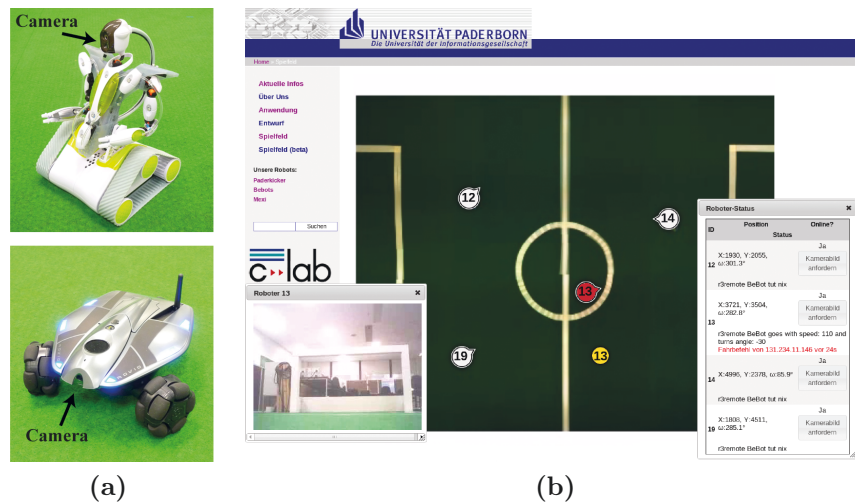 Camera
Camera
(a)
UNIVERSITÄT PADERBORN
Die Universität der Informationsgesellschaft
Home
Aktuelle Infos
Über Uns
Anwendung
Entwurf
Spielfeld
Spielfeld (beta)
Unsere Robots:
Paderkicker
Bebots
Mexi
Suchen
c lab
12
14
13
13
19
Roboter 13
Roboter-Status
ID Position Online?
Status
Ja
12 X:1930, Y:2055, ω:301.3° Kamerabild anfordern
r3remote BeBot tut nix
Ja
13 X:3721, Y:3504, ω:282.8° Kamerabild anfordern
r3remote BeBot goes with speed: 110 and
turns angle: -30
Fahrbefehl von 131.234.11.146 vor 24s
Ja
14 X:4996, Y:2378, ω:85.9° Kamerabild anfordern
r3remote BeBot tut nix
Ja
19 X:1808, Y:4511, ω:285.1° Kamerabild anfordern
r3remote BeBot tut nix
(b)